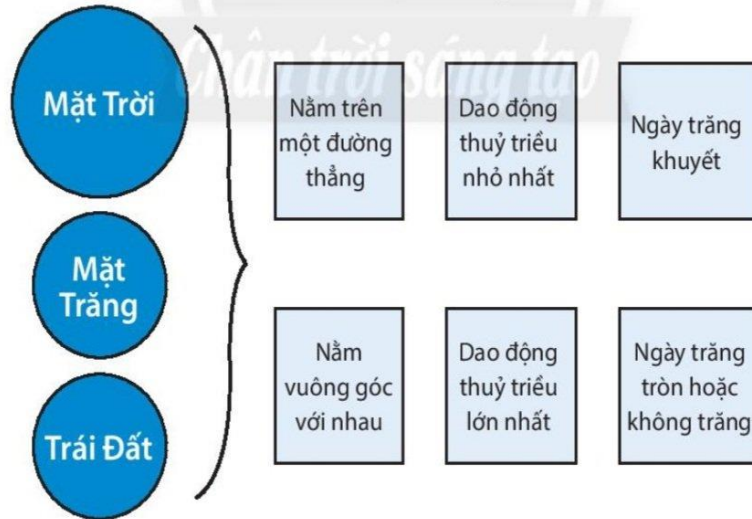 Chân trời sáng tạo
Mặt Trời
Mặt
Trăng
Trái Đất
Nằm trên
một đường
thẳng
Dao động
thuỷ triều
nhỏ nhất
Ngày trăng
khuyết
Nằm
vuông góc
với nhau
Dao động
thuỷ triều
lớn nhất
Ngày trăng
tròn hoặc
không trăng